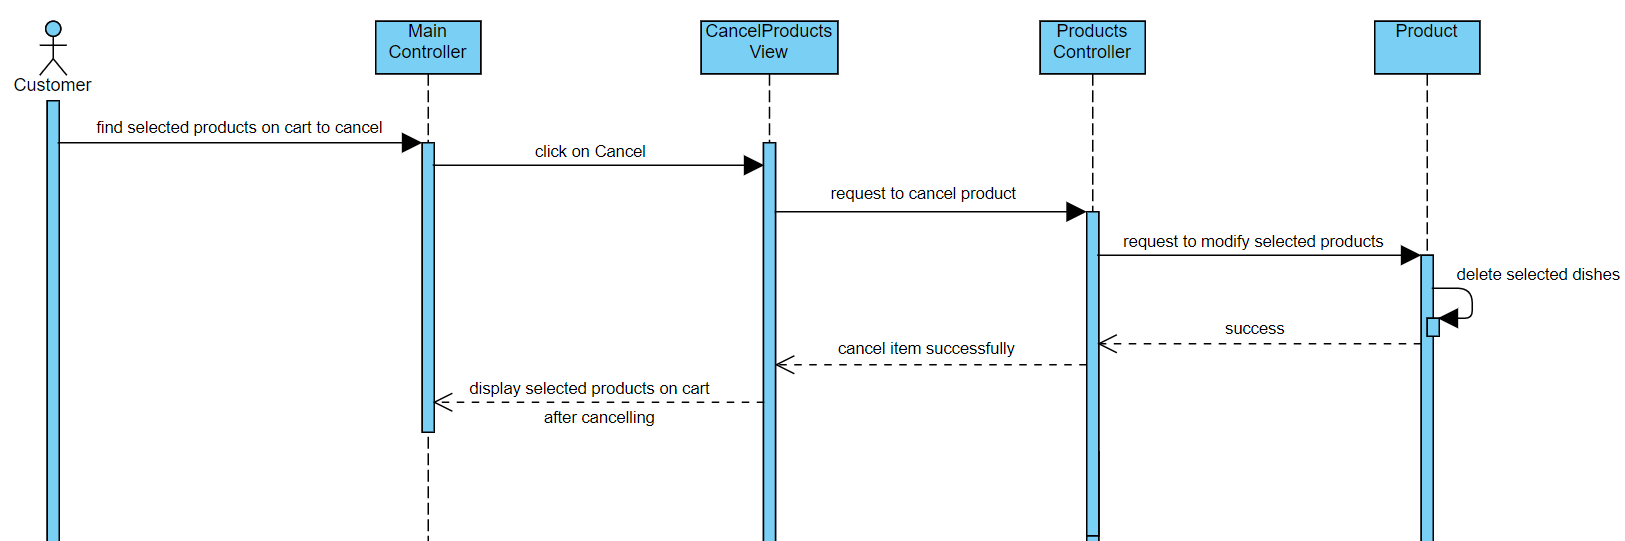 Customer
Main
Controller
CancelProducts
View
Products
Controller
Product
find selected products on cart to cancel
click on Cancel
request to cancel product
request to modify selected products
delete selected dishes
success
cancel item successfully
display selected products on cart
after cancelling